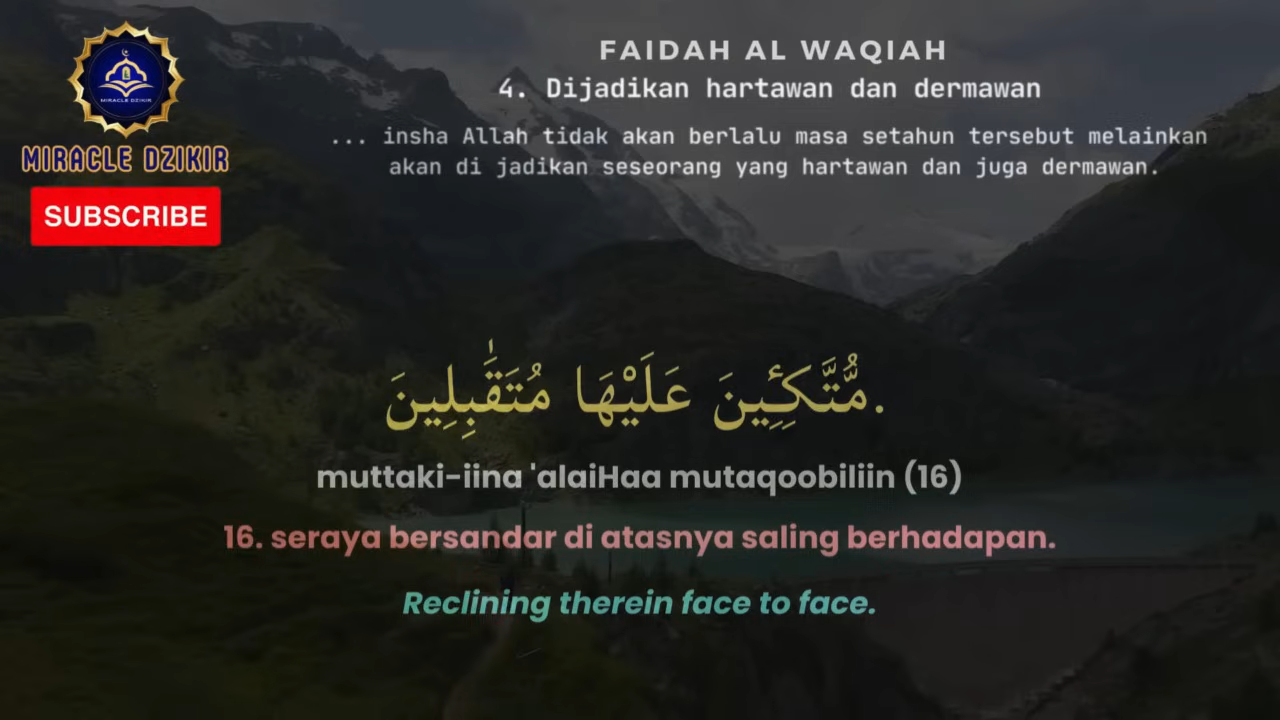 MIRACLE DZIKIR
MIRACLE DZIKIR
SUBSCRIBE
FAIDAH AL WAQIAH
4. Dijadikan hartawan dan dermawan
... insha Allah tidak akan berlalu masa setahun tersebut melainkan
akan di jadikan seseorang yang hartawan dan juga dermawan.
مُّتَّكِـِٔينَ عَلَيْهَا مُتَقَٰبِلِينَ.
muttaki-iina 'alaiHaa mutaqoobiliin (16)
16. seraya bersandar di atasnya saling berhadapan.
Reclining therein face to face.